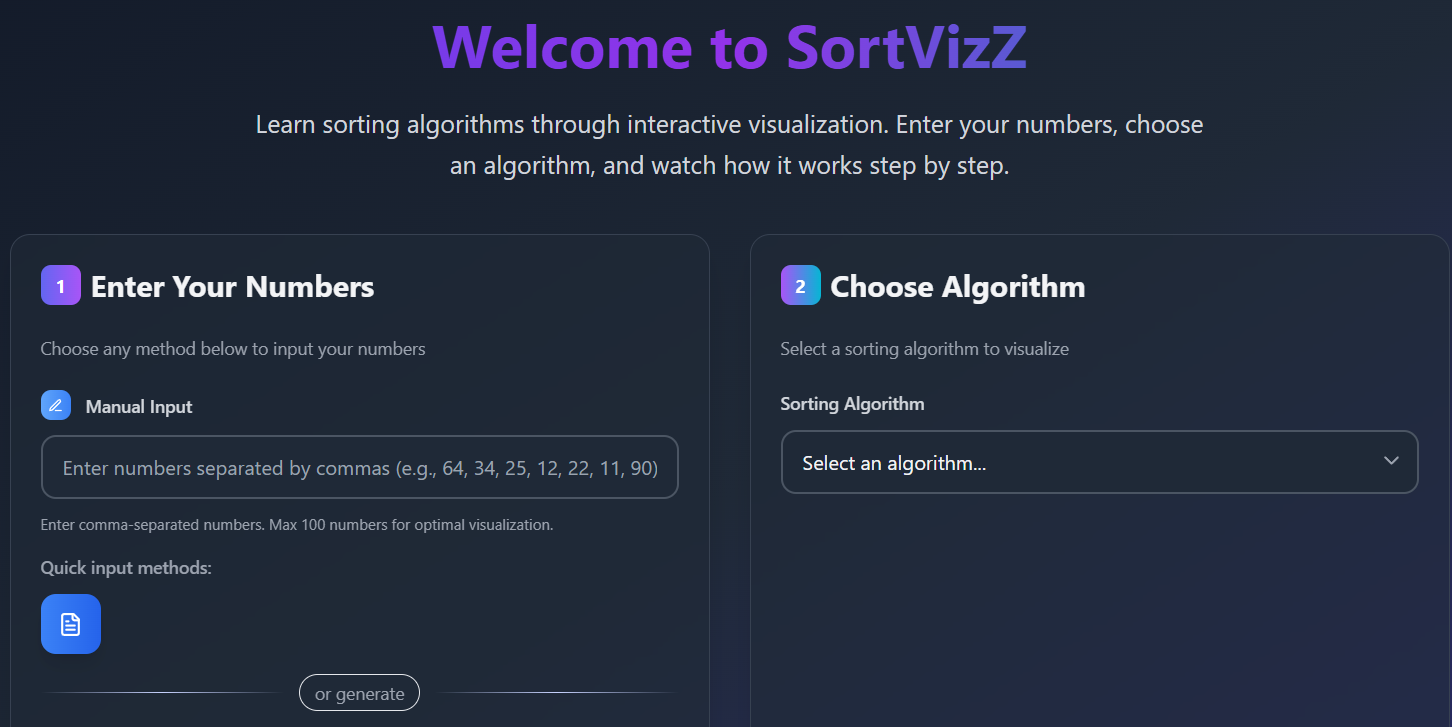 Welcome to SortVizZ
Learn sorting algorithms through interactive visualization. Enter your numbers, choose
an algorithm, and watch how it works step by step.
1 Enter Your Numbers
Choose any method below to input your numbers
Manual Input
Enter numbers separated by commas (e.g., 64, 34, 25, 12, 22, 11, 90)
Enter comma-separated numbers. Max 100 numbers for optimal visualization.
Quick input methods:
or generate
2 Choose Algorithm
Select a sorting algorithm to visualize
Sorting Algorithm
Select an algorithm...